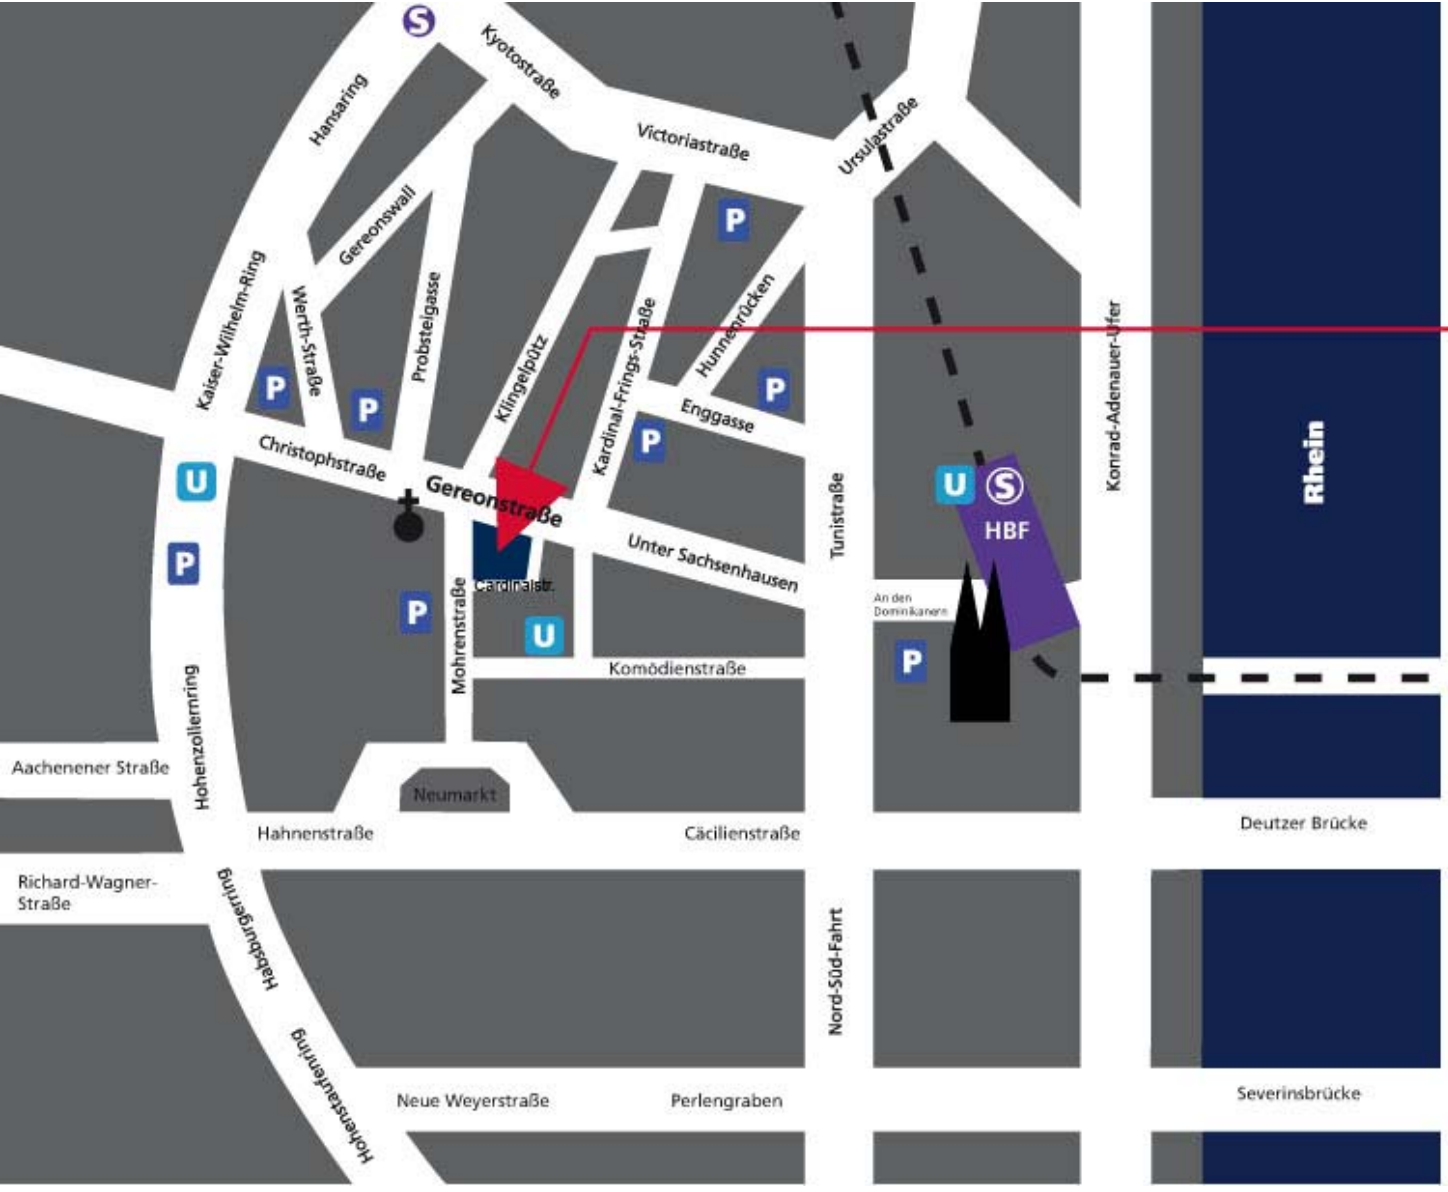 S
Kyotostraße
Hansaring
Victoriastraße
Ursulastraße
Gereonswall
P
Kaiser-Wilhelm-Ring
Werth-Straße
Probsteigasse
Klingelpütz
Kardinal-Frings-Straße
Hunnenrücken
Konrad-Adenauer-Ufer
P
P
P
Enggasse
P
Christophstraße
Rhein
U
Gereonstraße
U
S
HBF
Tunistraße
P
Unter Sachsenhausen
Cardinalstr.
An den
Dominikanern
P
Mohrenstraße
U
P
Komödienstraße
Hohenzollernring
Aachenener Straße
Neumarkt
Hahnenstraße
Cäcilienstraße
Deutzer Brücke
Richard-Wagner-
Straße
Habsburgerring
Nord-Süd-Fahrt
Hohenstaufenring
Neue Weyerstraße
Perlengraben
Severinsbrücke